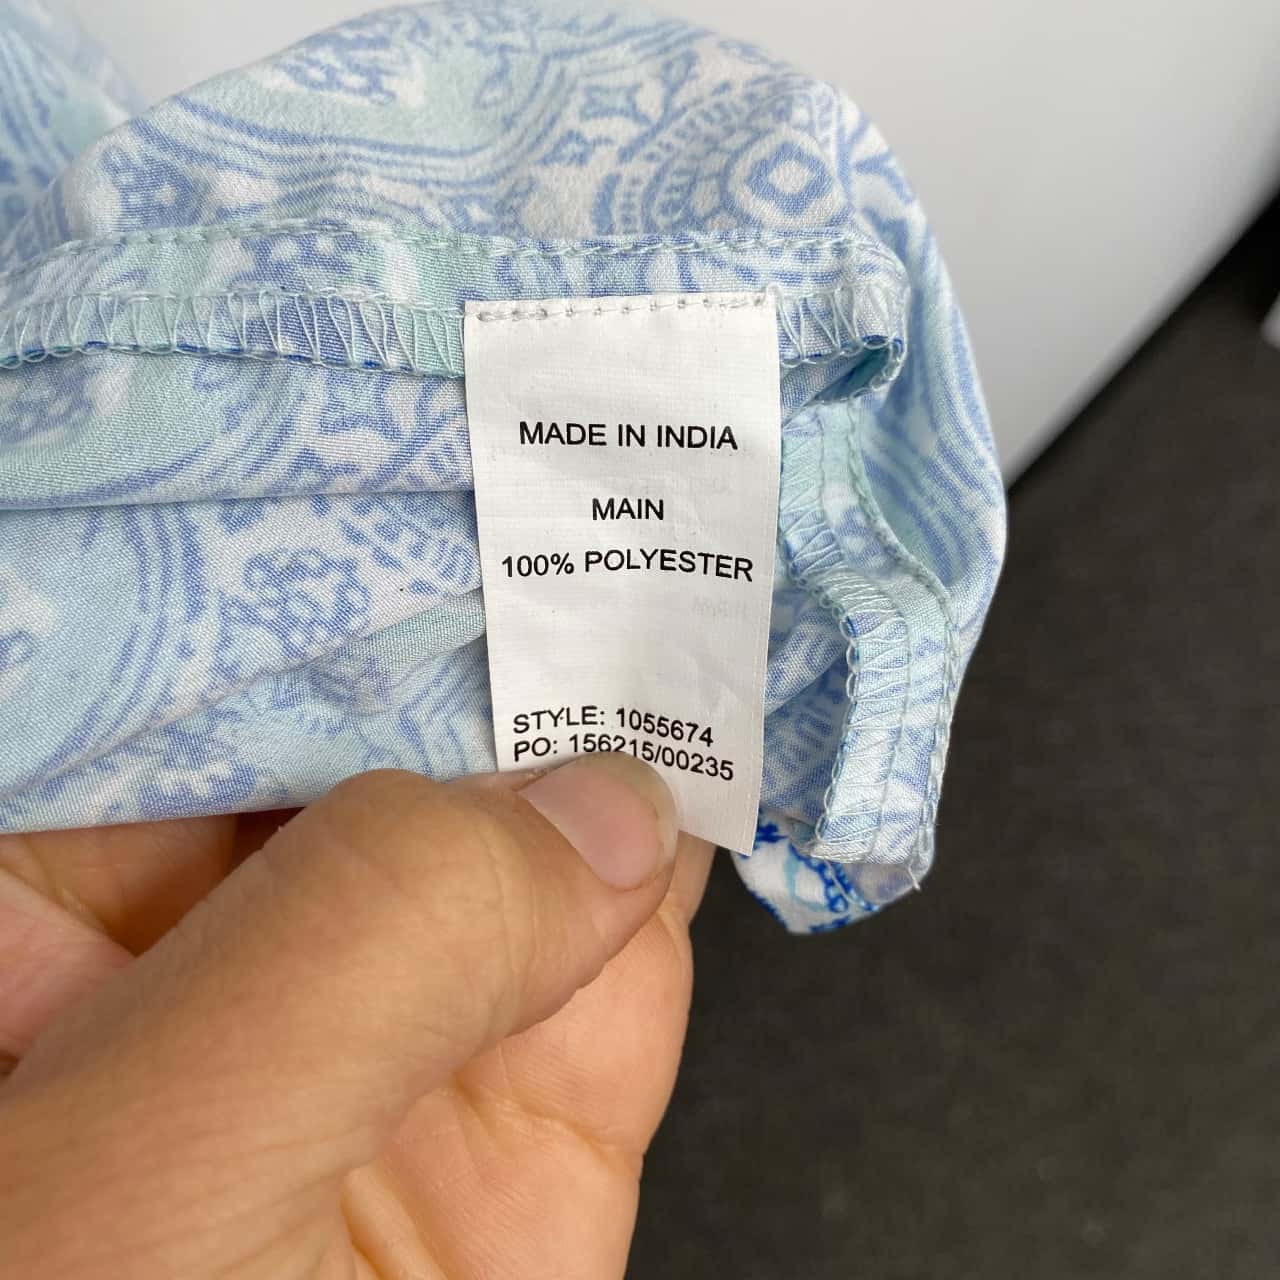 MADE IN INDIA
MAIN
100% POLYESTER
STYLE: 1055674
PO: 156215/00235